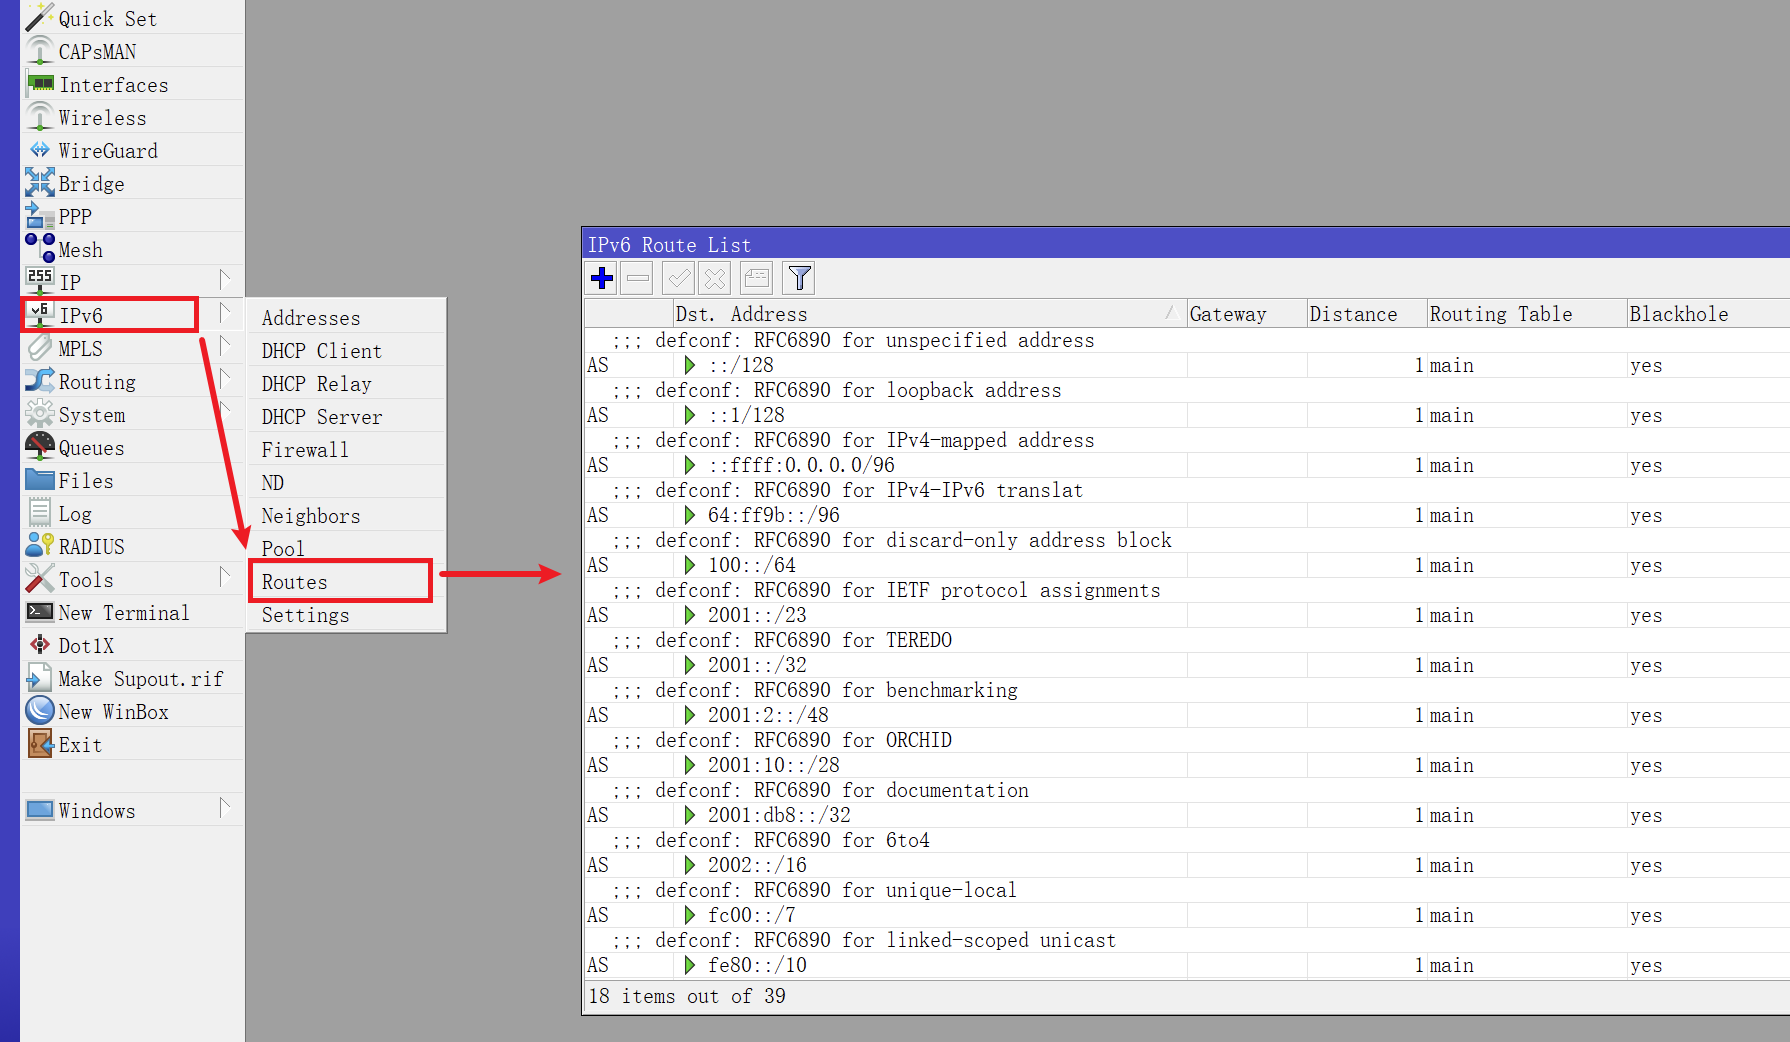 Quick Set
CAPsMAN
Interfaces
Wireless
WireGuard
Bridge
PPP
Mesh
255
IP
v6
IPv6
MPLS
Routing
System
Queues
Files
Log
RADIUS
Tools
New Terminal
Dot1X
Make Supout.rif
New WinBox
Exit
Windows
Addresses
DHCP Client
DHCP Relay
DHCP Server
Firewall
ND
Neighbors
Pool
Routes
Settings
IPv6 Route List
Dst. Address Gateway Distance Routing Table Blackhole
;;; defconf: RFC6890 for unspecified address
AS ::/128 1 main yes
;;; defconf: RFC6890 for loopback address
AS ::1/128 1 main yes
;;; defconf: RFC6890 for IPv4-mapped address
AS ::ffff:0.0.0.0/96 1 main yes
;;; defconf: RFC6890 for IPv4-IPv6 translat
AS 64:ff9b::/96 1 main yes
;;; defconf: RFC6890 for discard-only address block
AS 100::/64 1 main yes
;;; defconf: RFC6890 for IETF protocol assignments
AS 2001::/23 1 main yes
;;; defconf: RFC6890 for TEREDO
AS 2001::/32 1 main yes
;;; defconf: RFC6890 for benchmarking
AS 2001:2::/48 1 main yes
;;; defconf: RFC6890 for ORCHID
AS 2001:10::/28 1 main yes
;;; defconf: RFC6890 for documentation
AS 2001:db8::/32 1 main yes
;;; defconf: RFC6890 for 6to4
AS 2002::/16 1 main yes
;;; defconf: RFC6890 for unique-local
AS fc00::/7 1 main yes
;;; defconf: RFC6890 for linked-scoped unicast
AS fe80::/10 1 main yes
18 items out of 39